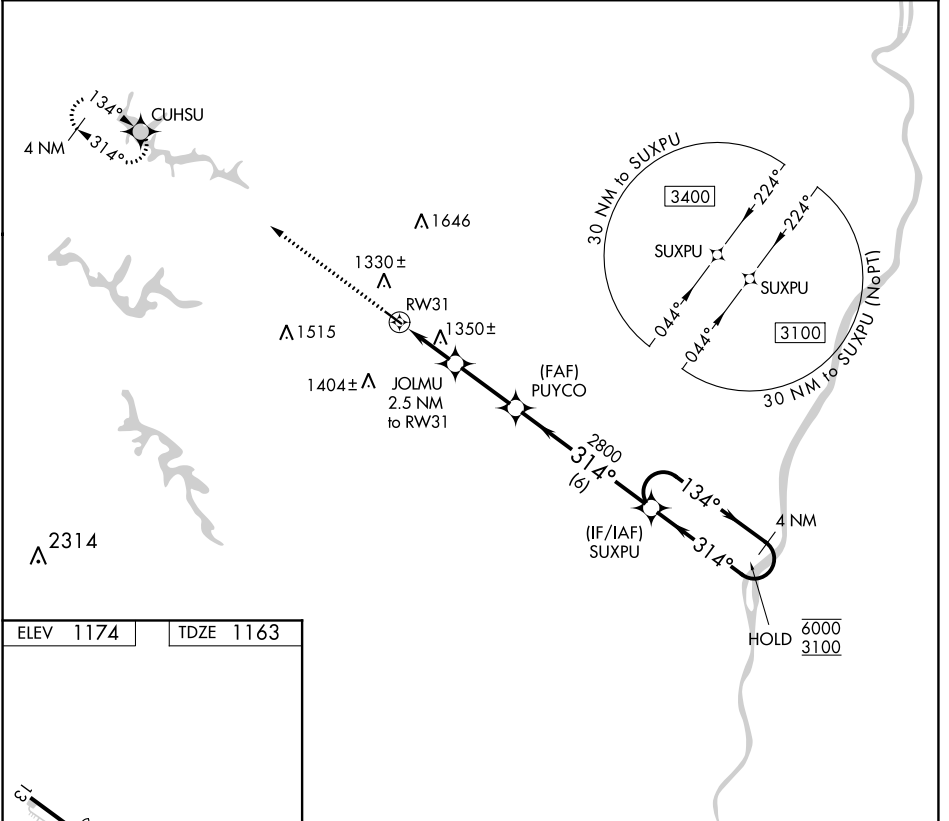 134°
CUHSU
4 NM
314°
30 NM to SUXPU
3400
224°
SUXPU
044°
224°
SUXPU
044°
3100
30 NM to SUXPU (NoPT)
1646
1330 ±
RW31
1515
1350 ±
1404 ±
JOLMU
2.5 NM
to RW31
(FAF)
PUYCO
2800
314°
(6)
134°
4 NM
(IF/IAF)
SUXPU
314°
HOLD
6000
3100
2314
ELEV 1174
TDZE 1163
13